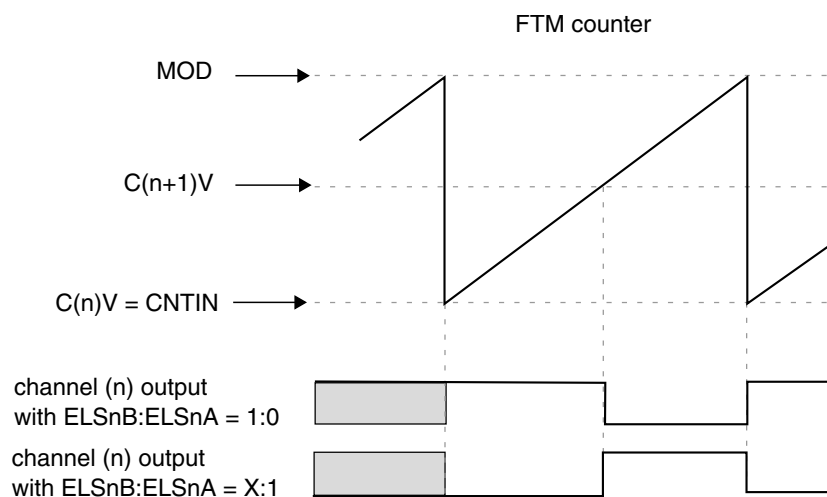 FTM counter
MOD
C(n+1)V
C(n)V = CNTIN
channel (n) output
with ELSnB:ELSnA = 1:0
channel (n) output
with ELSnB:ELSnA = X:1